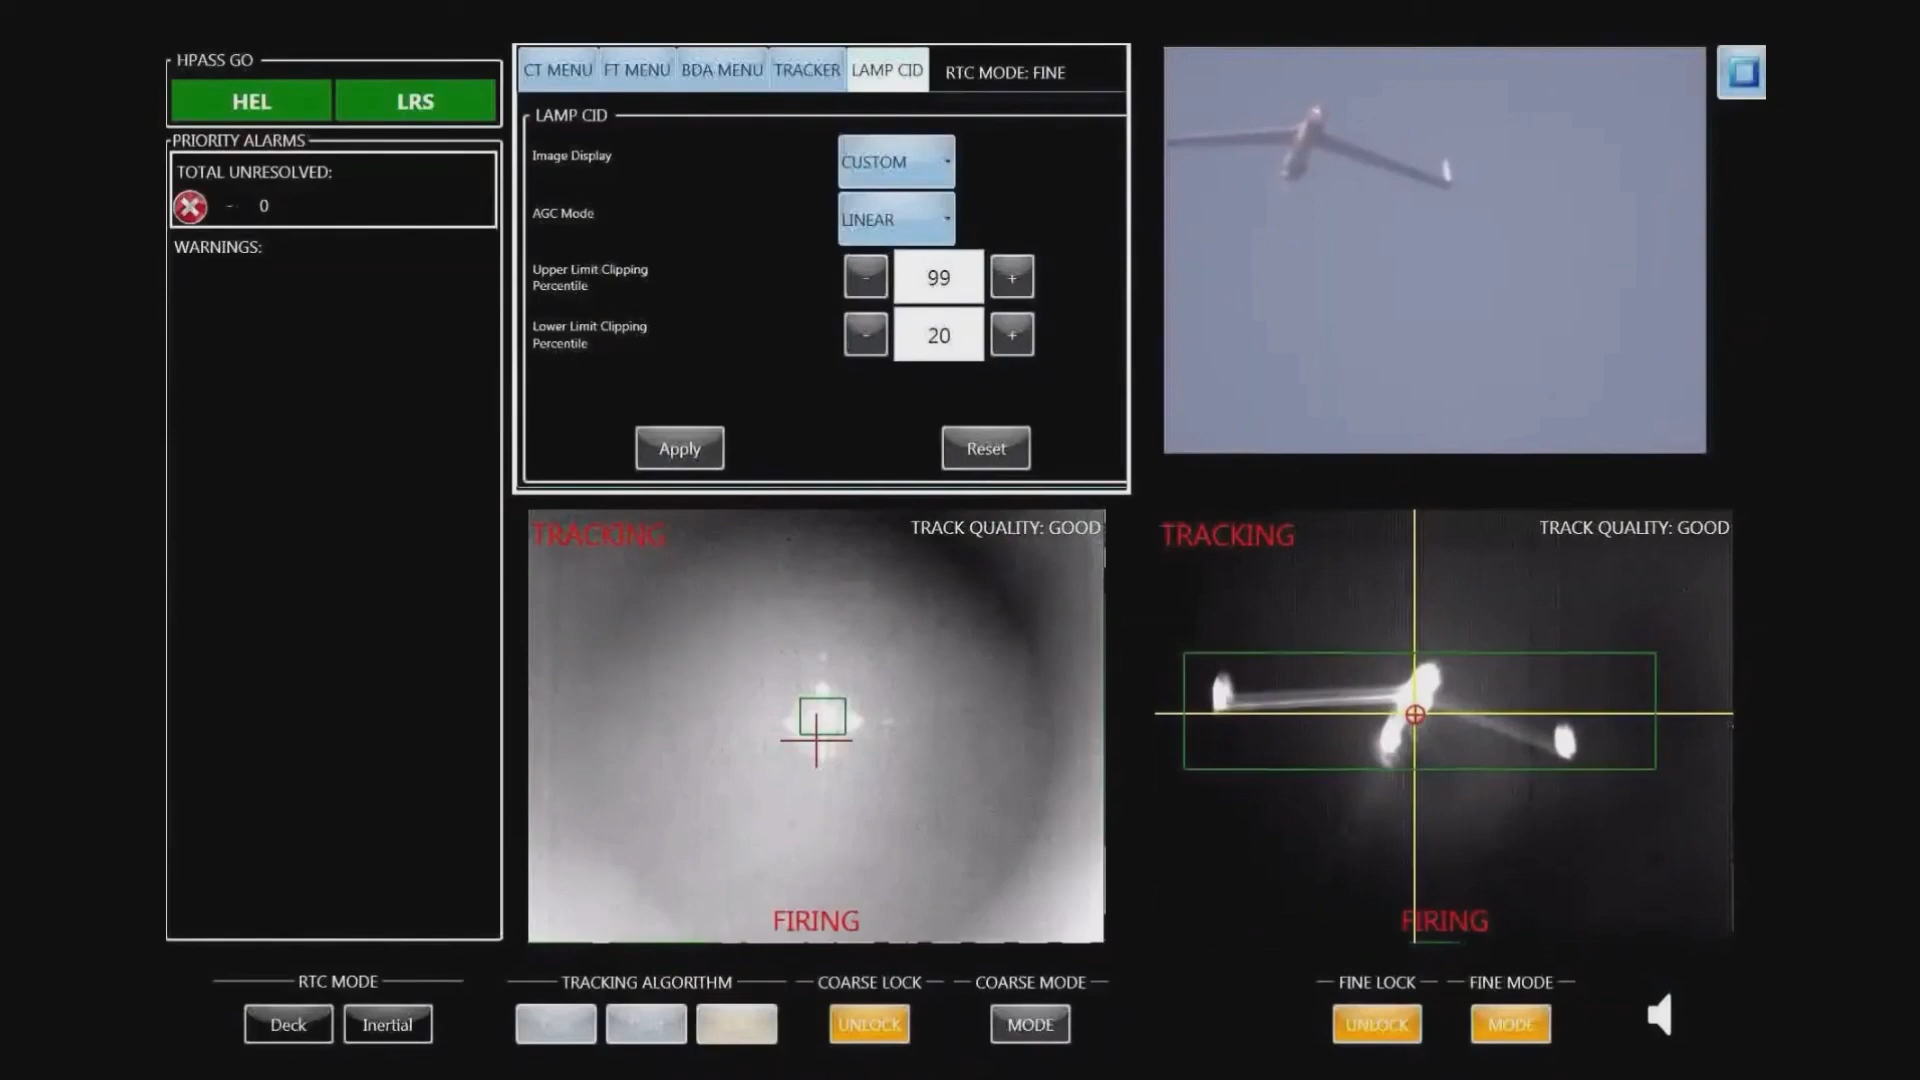 HPASS GO
HEL
LRS
PRIORITY ALARMS
TOTAL UNRESOLVED:
- 0
WARNINGS:
CT MENU
FT MENU
BDA MENU
TRACKER
LAMP CID
RTC MODE: FINE
LAMP CID
Image Display
CUSTOM
AGC Mode
LINEAR
Upper Limit Clipping
Percentile
- 99 +
Lower Limit Clipping
Percentile
- 20 +
Apply
Reset
TRACKING
TRACK QUALITY: GOOD
FIRING
TRACKING
TRACK QUALITY: GOOD
FIRING
RTC MODE
Deck
Inertial
TRACKING ALGORITHM
COARSE LOCK
UNLOCK
COARSE MODE
MODE
FINE LOCK
UNLOCK
FINE MODE
MODE